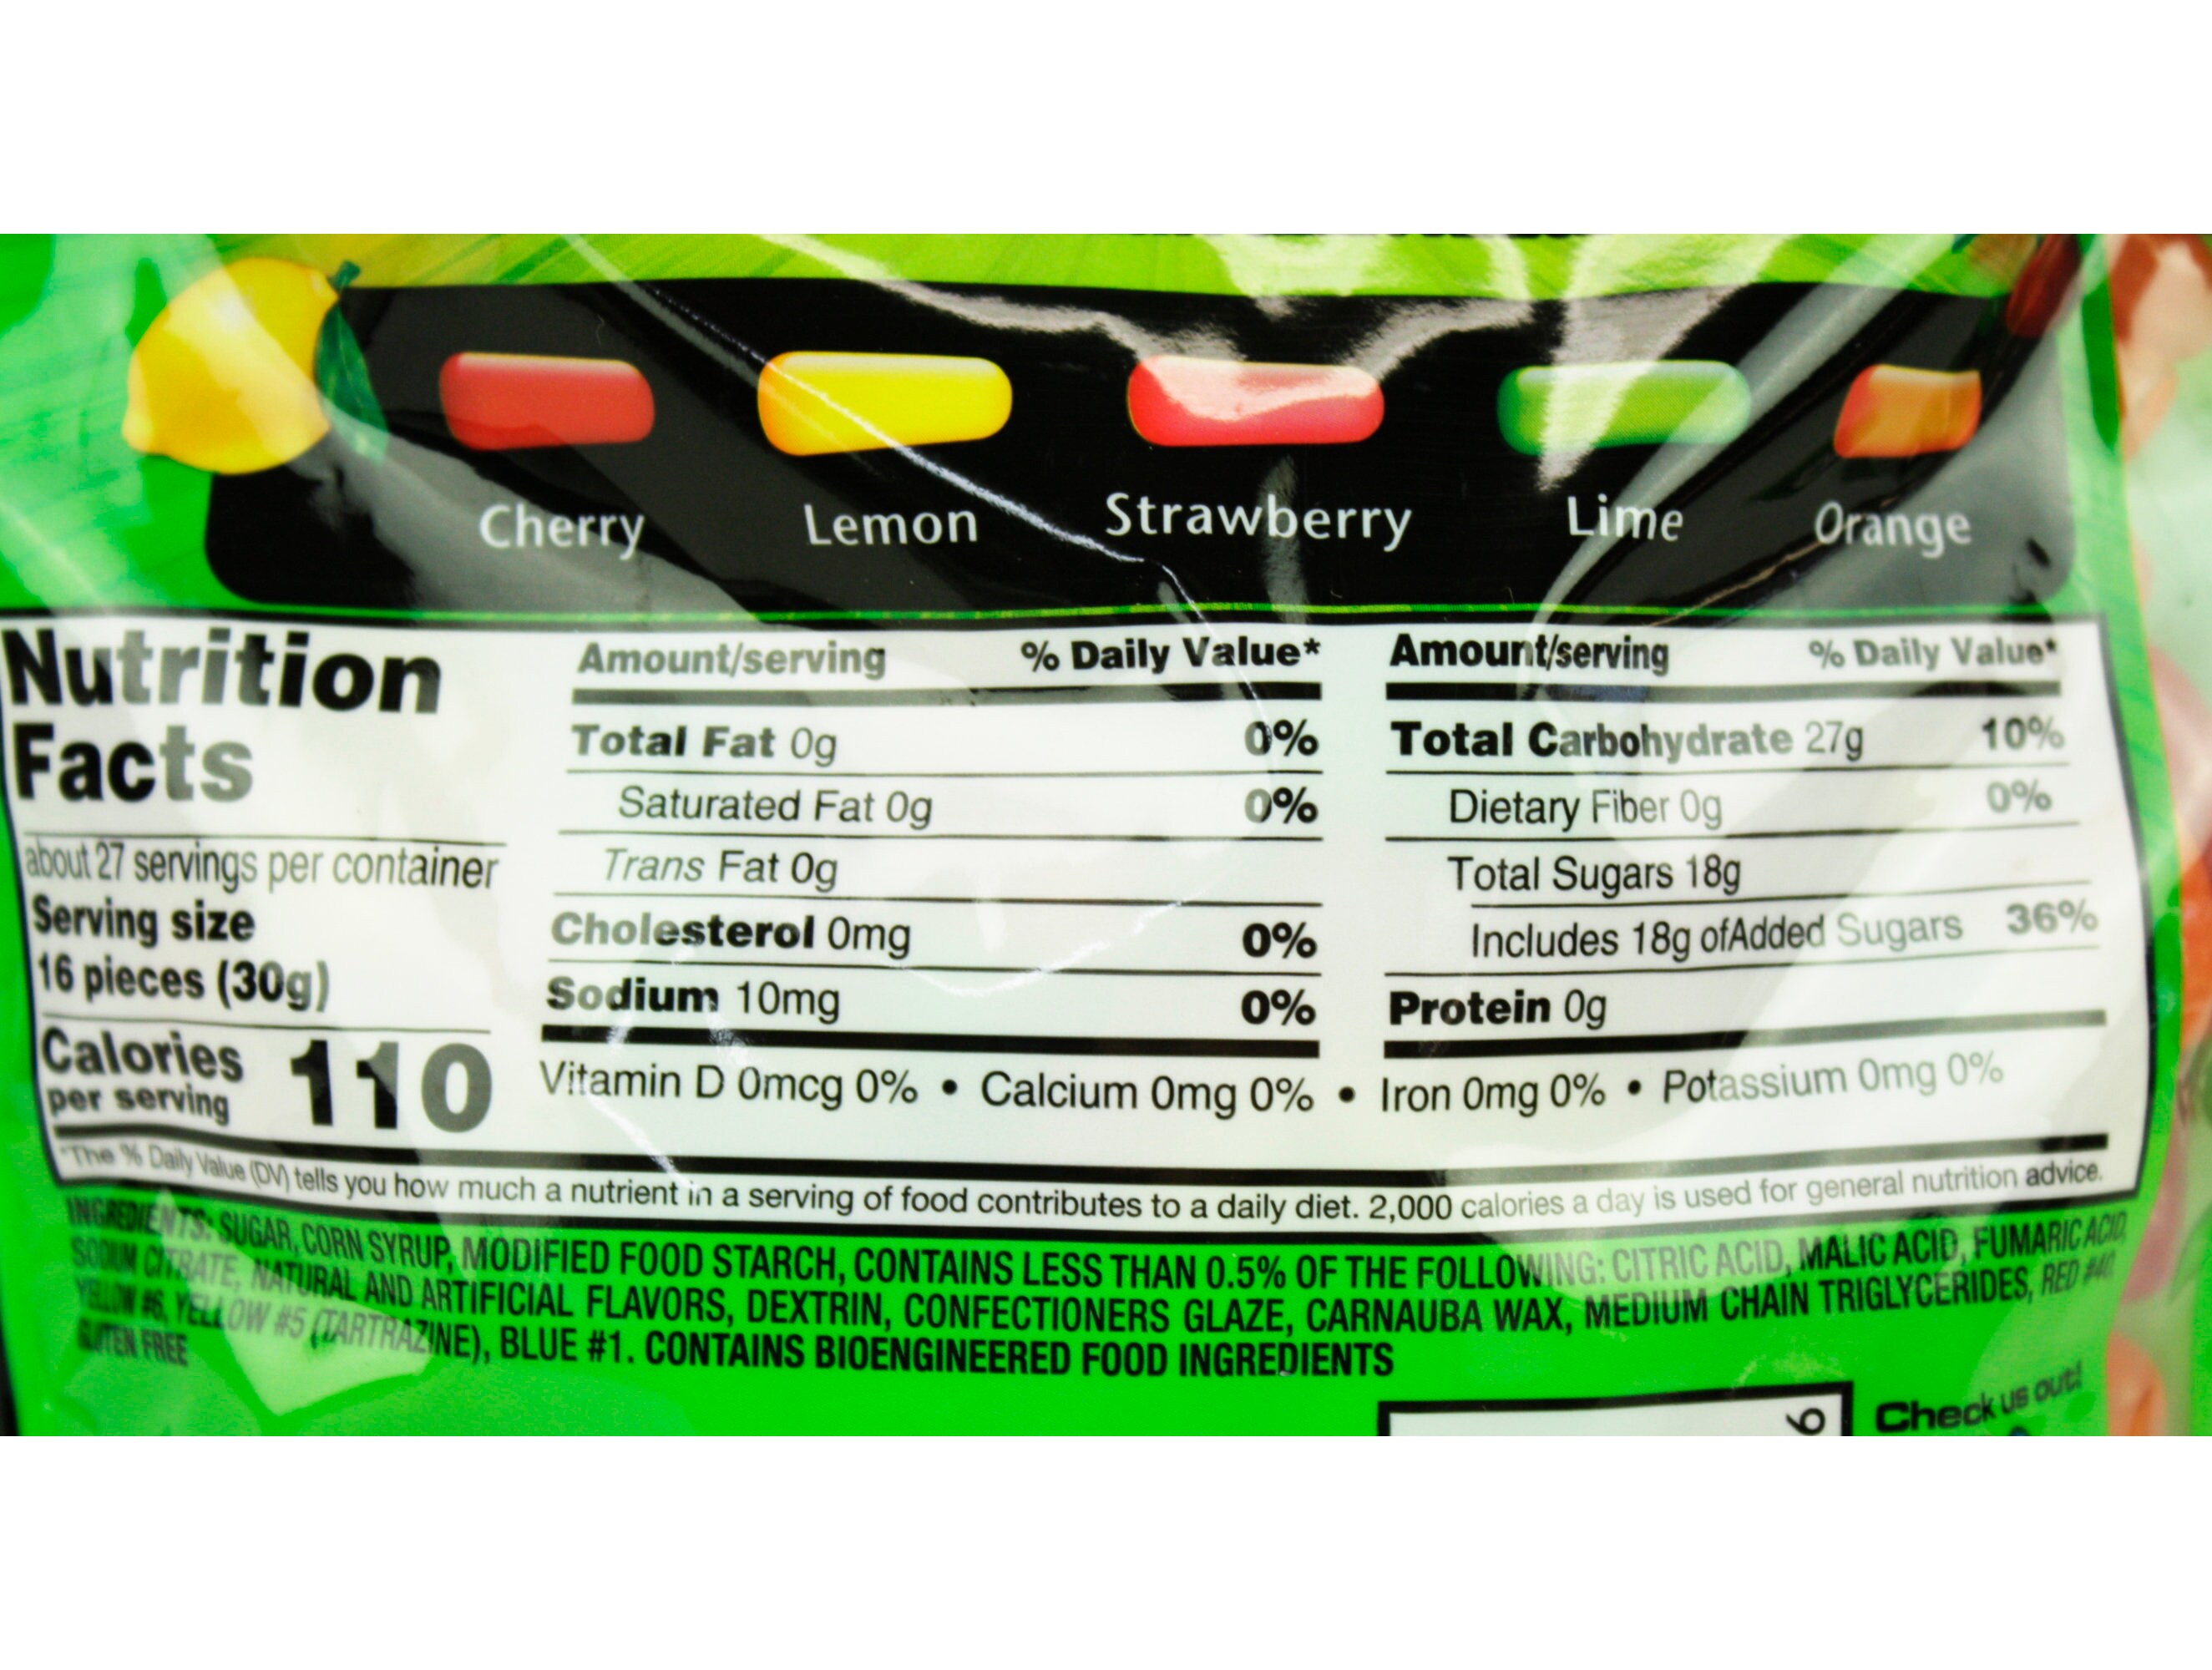 Cherry Lemon Strawberry Lime Orange
Nutrition
Facts
about 27 servings per container
Serving size
16 pieces (30g)
Calories
per serving
110
Amount/serving % Daily Value*
Total Fat 0g 0%
Saturated Fat 0g 0%
Trans Fat 0g
Cholesterol 0mg 0%
Sodium 10mg 0%
Amount/serving % Daily Value*
Total Carbohydrate 27g 10%
Dietary Fiber 0g 0%
Total Sugars 18g
Includes 18g ofAdded Sugars 36%
Protein 0g
Vitamin D 0mcg 0% • Calcium 0mg 0% • Iron 0mg 0% • Potassium 0mg 0%
*The % Daily Value (DV) tells you how much a nutrient in a serving of food contributes to a daily diet. 2,000 calories a day is used for general nutrition advice.
INGREDIENTS: SUGAR, CORN SYRUP, MODIFIED FOOD STARCH, CONTAINS LESS THAN 0.5% OF THE FOLLOWING: CITRIC ACID, MALIC ACID, FUMARIC ACID,
SODIUM CITRATE, NATURAL AND ARTIFICIAL FLAVORS, DEXTRIN, CONFECTIONERS GLAZE, CARNAUBA WAX, MEDIUM CHAIN TRIGLYCERIDES, RED #40,
YELLOW #6, YELLOW #5 (TARTRAZINE), BLUE #1. CONTAINS BIOENGINEERED FOOD INGREDIENTS
GLUTEN FREE
6
Check us out!